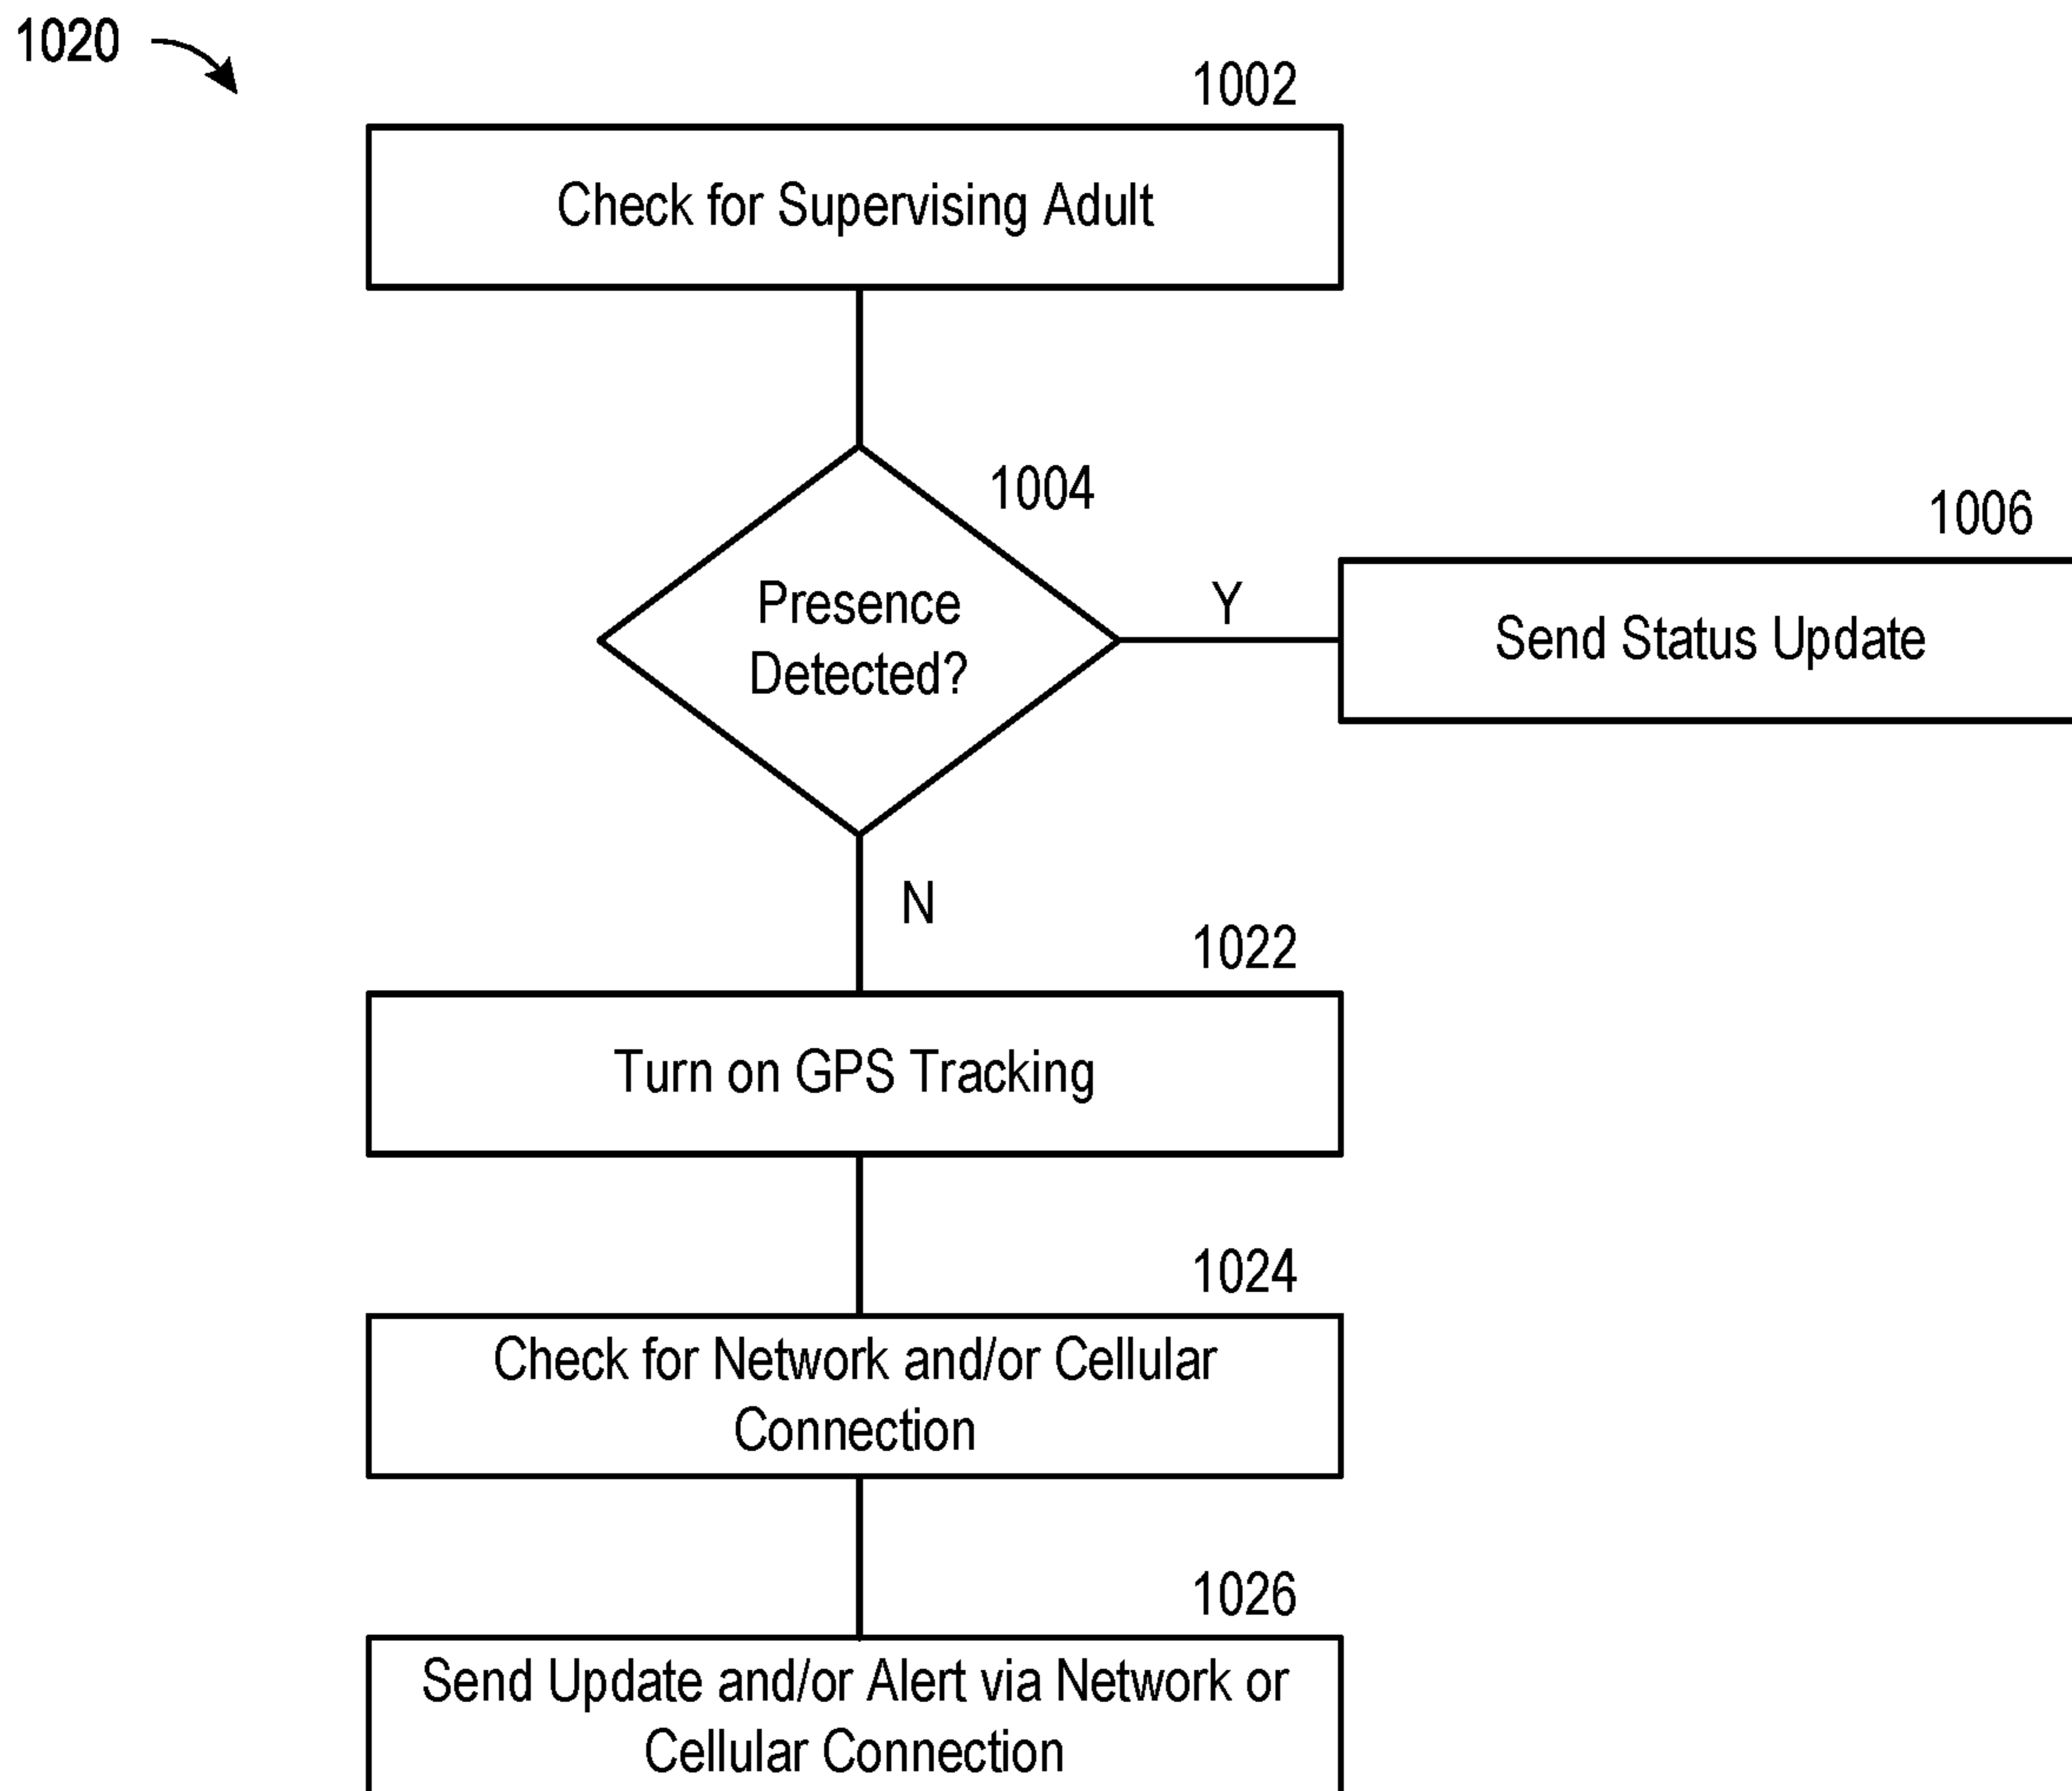 1020
1002
Check for Supervising Adult
1004
Presence
Detected?
Y
1006
Send Status Update
N
1022
Turn on GPS Tracking
1024
Check for Network and/or Cellular
Connection
1026
Send Update and/or Alert via Network or
Cellular Connection